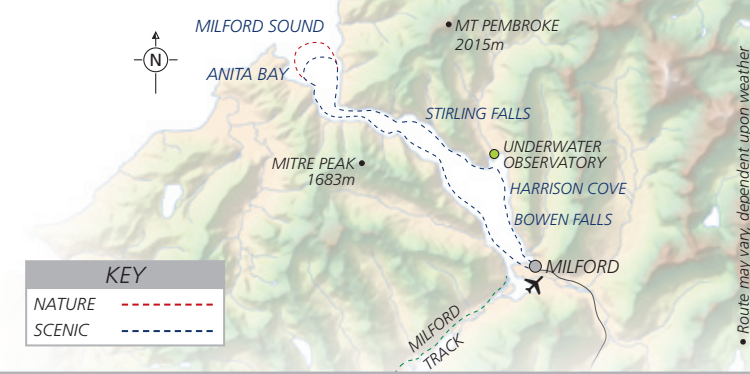 MILFORD SOUND
• MT PEMBROKE
2015m
N
ANITA BAY
STIRLING FALLS
UNDERWATER
OBSERVATORY
MITRE PEAK •
1683m
HARRISON COVE
BOWEN FALLS
MILFORD
KEY
NATURE
SCENIC
MILFORD
TRACK
• Route may vary, dependent upon weather